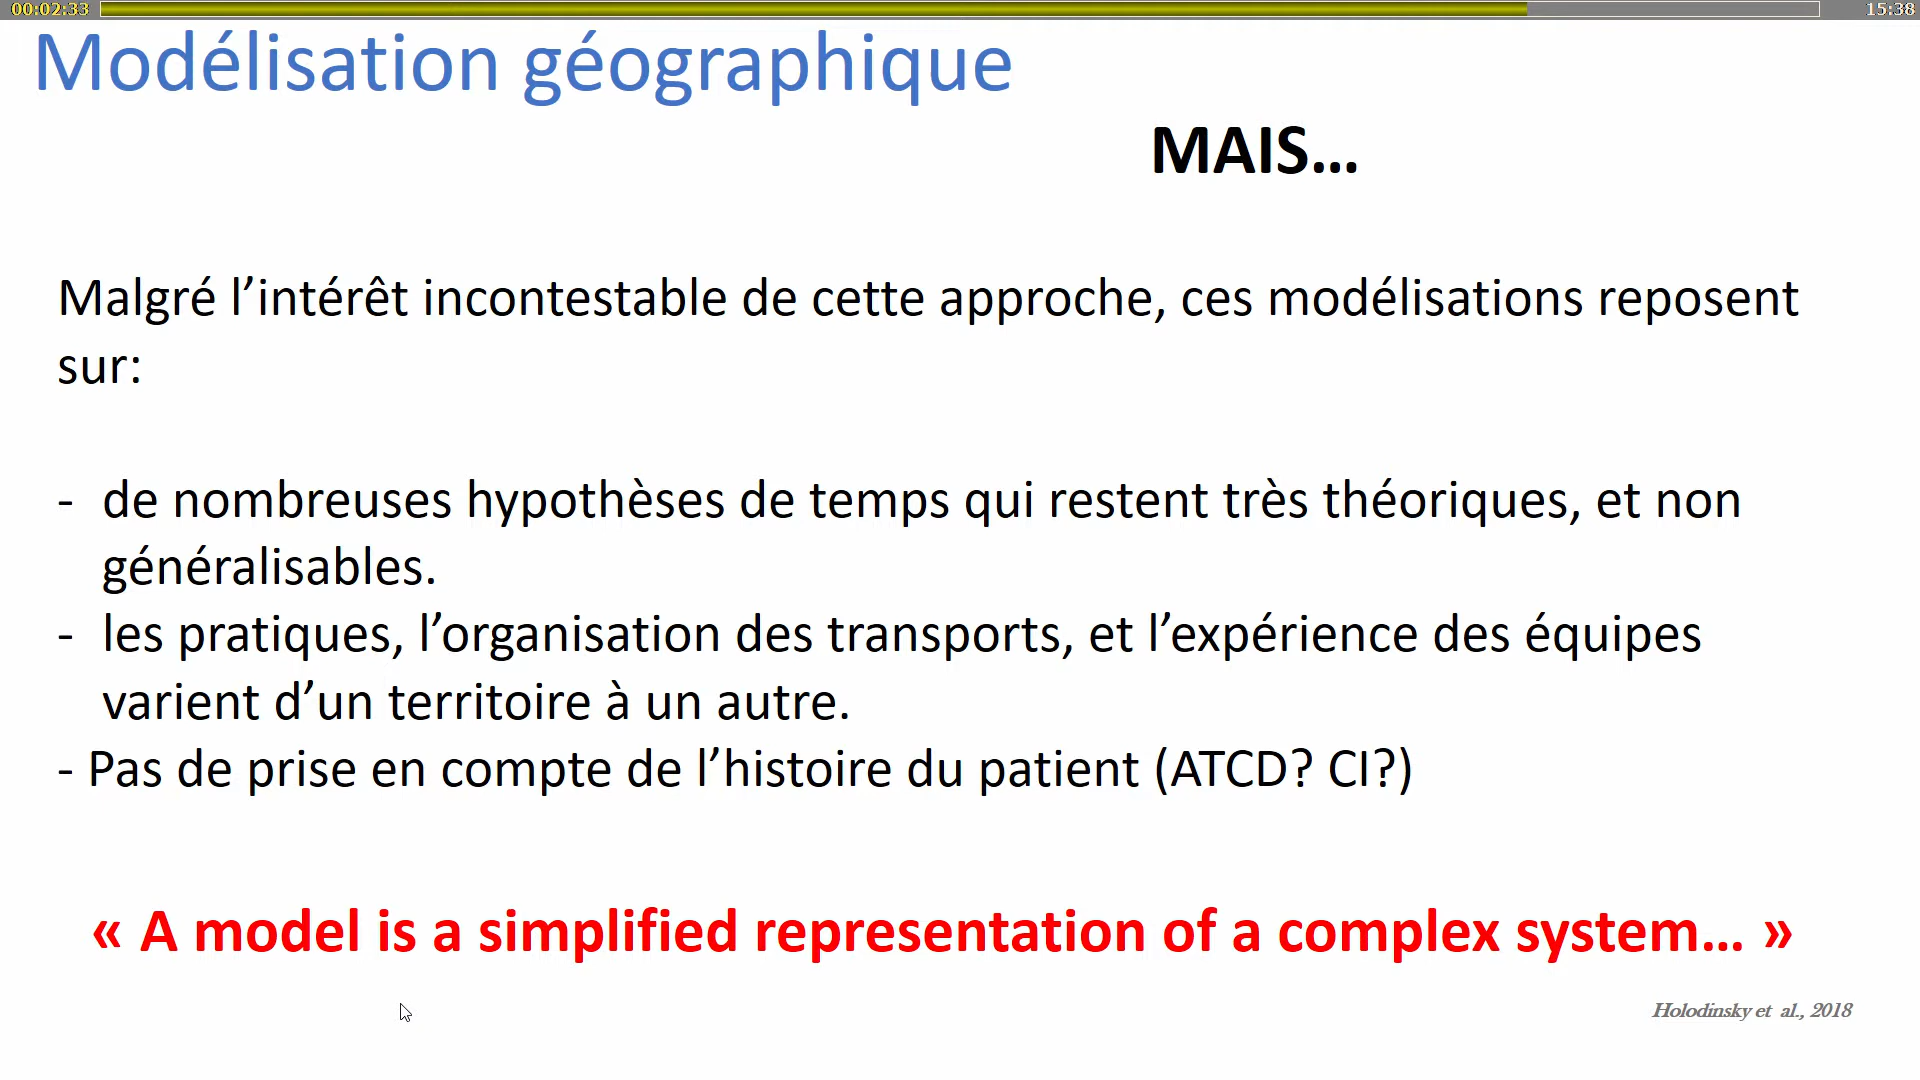 00:02:33
15:38
Modélisation géographique
MAIS...
Malgré l’intérêt incontestable de cette approche, ces modélisations reposent
sur:
- de nombreuses hypothèses de temps qui restent très théoriques, et non
généralisables.
- les pratiques, l’organisation des transports, et l’expérience des équipes
varient d’un territoire à un autre.
- Pas de prise en compte de l’histoire du patient (ATCD? CI?)
« A model is a simplified representation of a complex system... »
Holodinsky et al., 2018